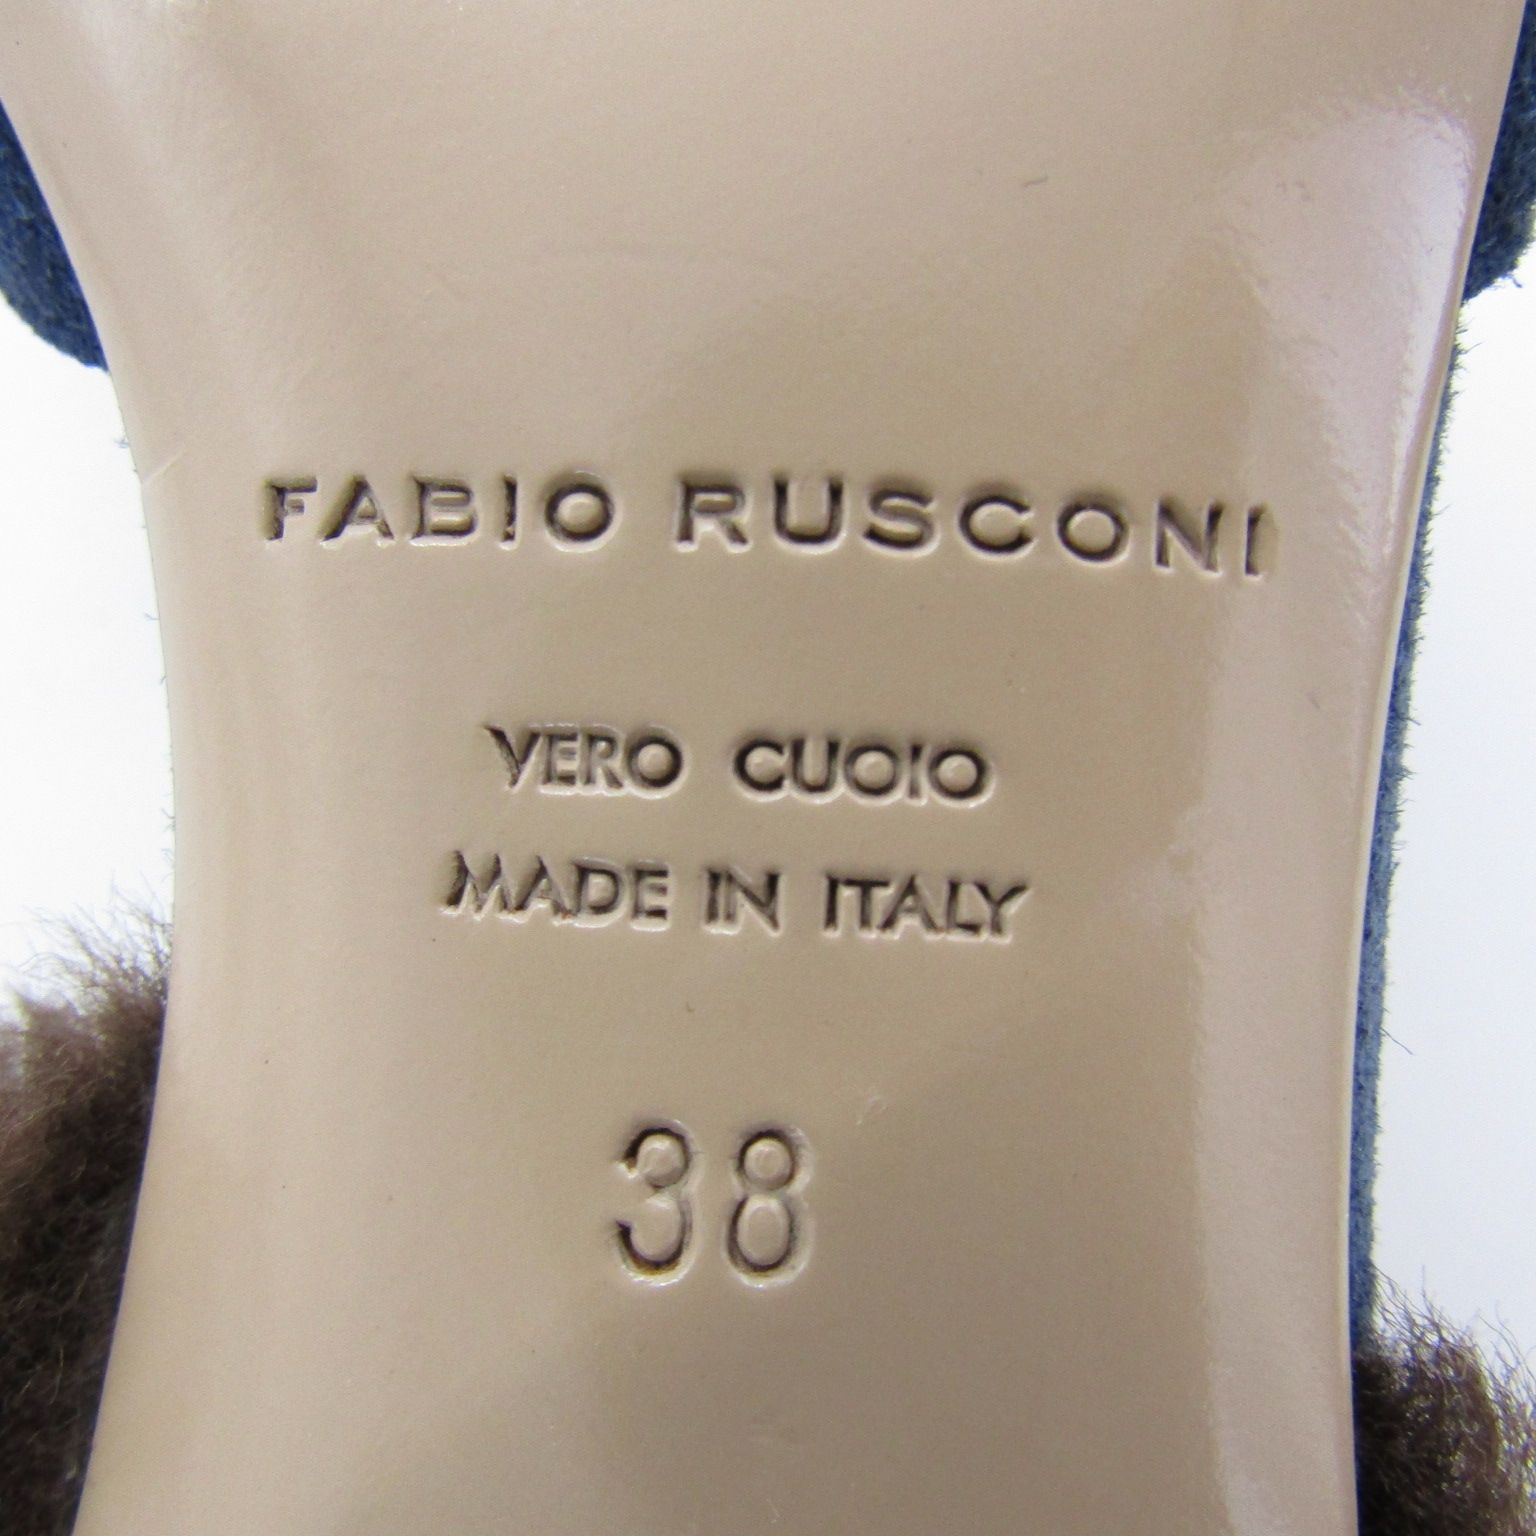 FABIO RUSCONI
VERO CUOIO
MADE IN ITALY
38